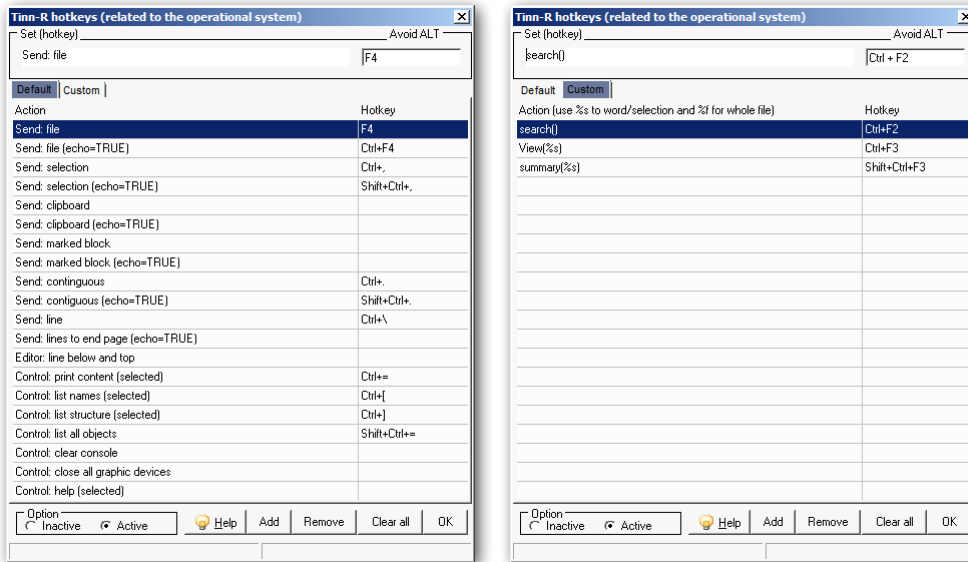 Tinn-R hotkeys (related to the operational system)
Set (hotkey) Avoid ALT
Send: file F4
Default Custom
Action Hotkey
Send: file F4
Send: file (echo=TRUE) Ctrl+F4
Send: selection Ctrl+,
Send: selection (echo=TRUE) Shift+Ctrl+,
Send: clipboard
Send: clipboard (echo=TRUE)
Send: marked block
Send: marked block (echo=TRUE)
Send: continguous Ctrl+.
Send: contiguous (echo=TRUE) Shift+Ctrl+.
Send: line Ctrl+\
Send: lines to end page (echo=TRUE)
Editor: line below and top
Control: print content (selected) Ctrl+=
Control: list names (selected) Ctrl+[
Control: list structure (selected) Ctrl+]
Control: list all objects Shift+Ctrl+=
Control: clear console
Control: close all graphic devices
Control: help (selected)
Option
Inactive Active Help Add Remove Clear all OK
Tinn-R hotkeys (related to the operational system)
Set (hotkey) Avoid ALT
search() Ctrl + F2
Default Custom
Action (use %s to word/selection and %f for whole file) Hotkey
search() Ctrl+F2
View(%s) Ctrl+F3
summary(%s) Shift+Ctrl+F3
Option
Inactive Active Help Add Remove Clear all OK